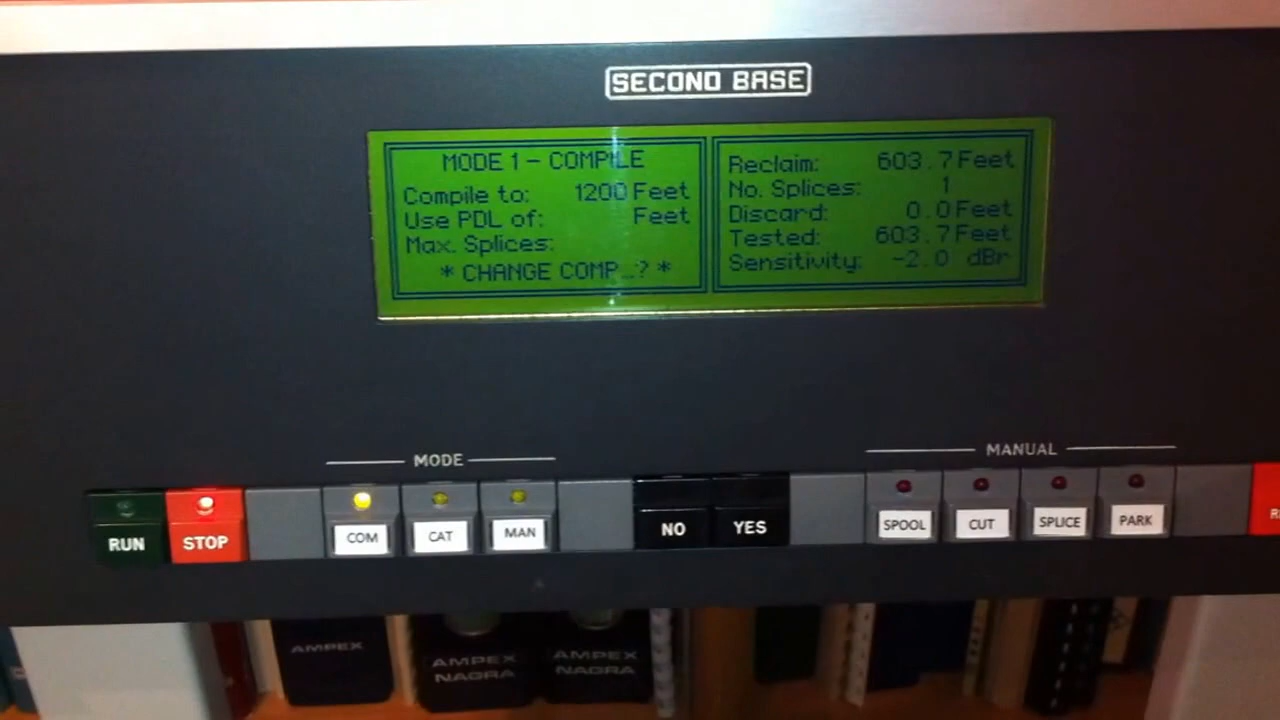 SECOND BASE
MODE 1 - COMPILE
Compile to: 1200 Feet
Use PDL of: Feet
Max. Splices:
* CHANGE COMP...? *
Reclaim: 603.7 Feet
No. Splices: 1
Discard: 0.0 Feet
Tested: 603.7 Feet
Sensitivity: -2.0 dBr
MODE
MANUAL
RUN
STOP
COM
CAT
MAN
NO
YES
SPOOL
CUT
SPLICE
PARK
AMPEX
AMPEX
NAGRA
AMPEX
NAGRA